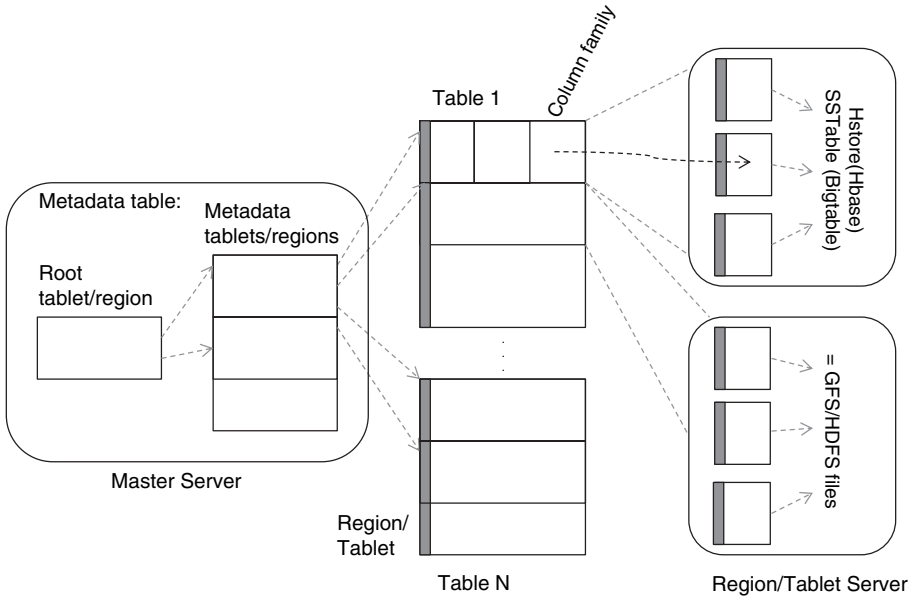 Metadata table:
Metadata
tablets/regions
Root
tablet/region
Master Server
Table 1
Column family
Region/
Tablet
Table N
Hstore(Hbase)
SSTable (Bigtable)
= GFS/HDFS files
Region/Tablet Server